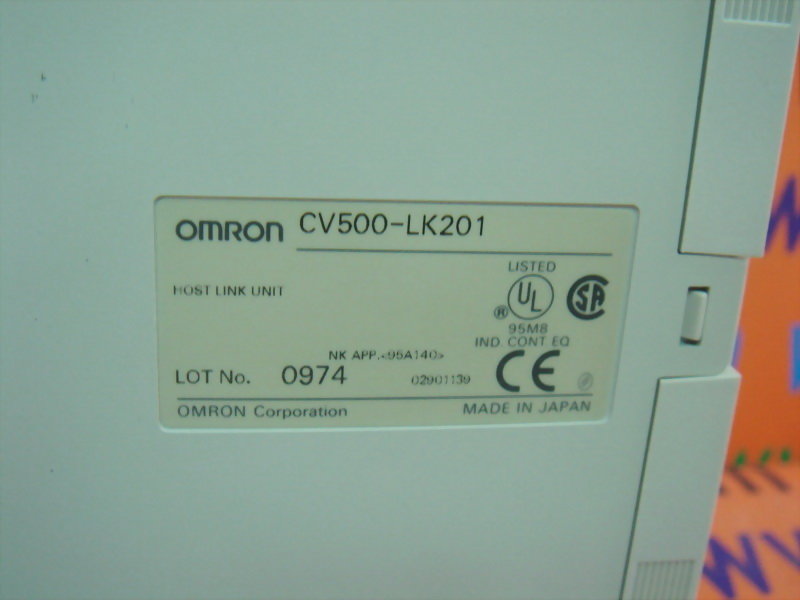 OMRON CV500-LK201
LISTED
HOST LINK UNIT
UL SA
®
95M8
IND. CONT. EQ
NK APP.<95A140>
LOT No. 0974 02901139 CE
OMRON Corporation MADE IN JAPAN